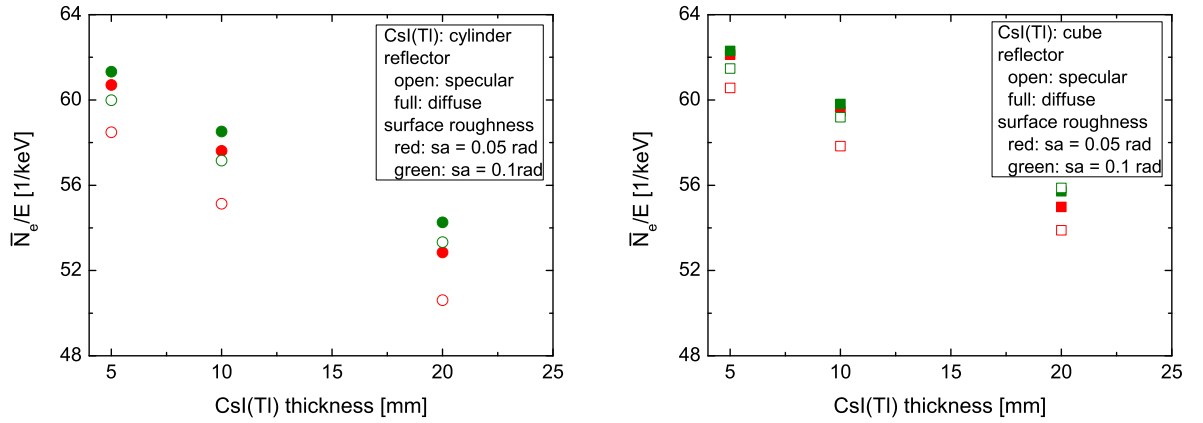 64
60
56
52
48
N̅e/E [1/keV]
5 10 15 20 25
CsI(Tl) thickness [mm]
CsI(Tl): cylinder
reflector
open: specular
full: diffuse
surface roughness
red: sa = 0.05 rad
green: sa = 0.1rad
64
60
56
52
48
N̅e/E [1/keV]
5 10 15 20 25
CsI(Tl) thickness [mm]
CsI(Tl): cube
reflector
open: specular
full: diffuse
surface roughness
red: sa = 0.05 rad
green: sa = 0.1 rad